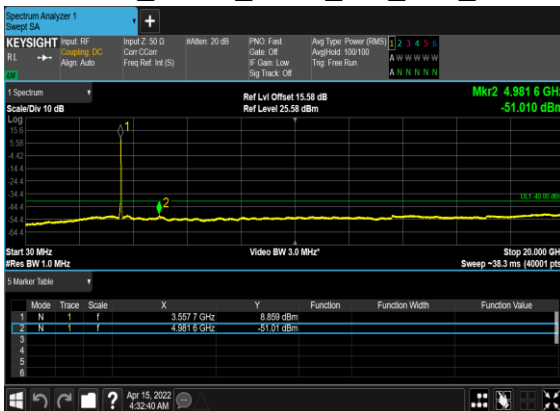 Spectrum Analyzer 1
Swept SA
+
KEYSIGHT Input: RF Input Z: 50 Ω #Atten: 20 dB PNO: Fast Avg Type: Power (RMS) 1 2 3 4 5 6
RL Coupling: DC Corr CCorr Gate: Off Avg|Hold: 100/100 A W W W W W
Align: Auto Freq Ref: Int (S) IF Gain: Low Trig: Free Run
Sig Track: Off A N N N N N
LV
1 Spectrum Ref Lvl Offset 15.58 dB Mkr2 4.981 6 GHz
Scale/Div 10 dB Ref Level 25.58 dBm -51.010 dBm
Log
15.6
5.58
-4.42
-14.4
-24.4
-34.4
-44.4
-54.4
-64.4
1
2
DL1 -40.00 dBm
Start 30 MHz Video BW 3.0 MHz* Stop 20.000 GHz
#Res BW 1.0 MHz Sweep ~38.3 ms (40001 pts)
5 Marker Table
Mode Trace Scale X Y Function Function Width Function Value
1 N 1 f 3.557 7 GHz 8.859 dBm
2 N 1 f 4.981 6 GHz -51.01 dBm
3
4
5
6
? Apr 15, 2022
4:32:40 AM